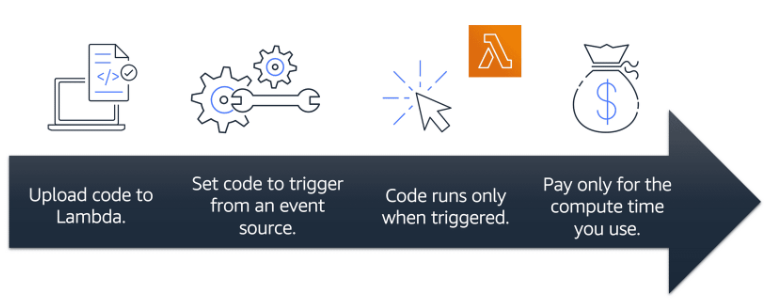 </>
$
Upload code to
Lambda.
Set code to trigger
from an event
source.
Code runs only
when triggered.
Pay only for the
compute time
you use.